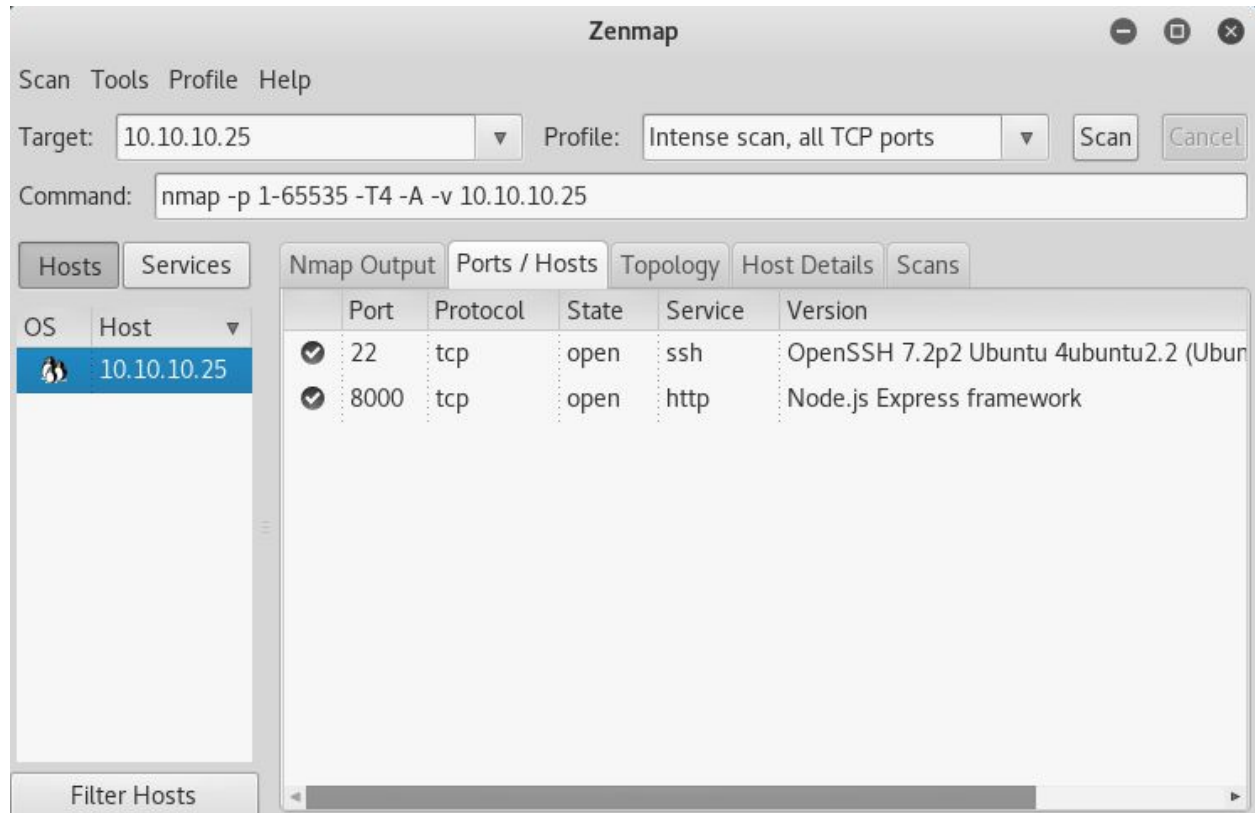 Zenmap
Scan Tools Profile Help
Target: 10.10.10.25 Profile: Intense scan, all TCP ports Scan Cancel
Command: nmap -p 1-65535 -T4 -A -v 10.10.10.25
Hosts Services Nmap Output Ports / Hosts Topology Host Details Scans
OS Host Port Protocol State Service Version
22 tcp open ssh OpenSSH 7.2p2 Ubuntu 4ubuntu2.2 (Ubun
10.10.10.25
8000 tcp open http Node.js Express framework
Filter Hosts